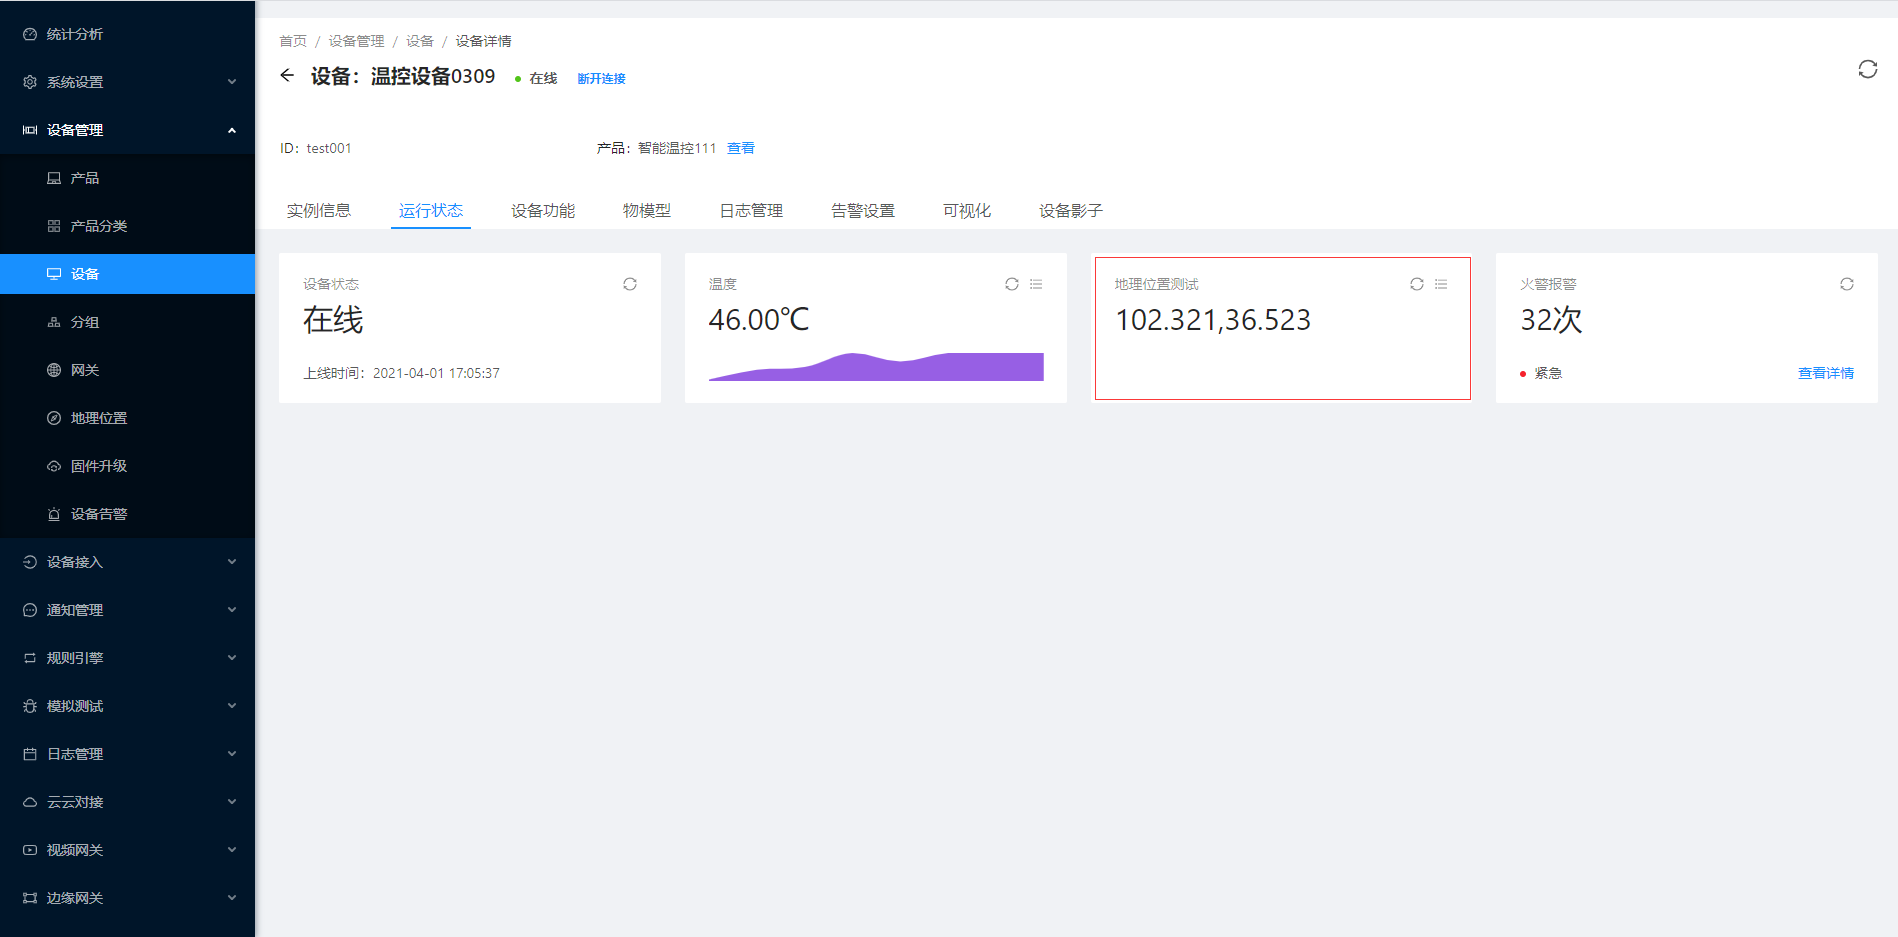 统计分析
系统设置
设备管理
产品
产品分类
设备
分组
网关
地理位置
固件升级
设备告警
设备接入
通知管理
规则引擎
模拟测试
日志管理
云云对接
视频网关
边缘网关
首页 / 设备管理 / 设备 / 设备详情
设备：温控设备0309 在线 断开连接
ID：test001 产品：智能温控111 查看
实例信息 运行状态 设备功能 物模型 日志管理 告警设置 可视化 设备影子
设备状态
在线
上线时间：2021-04-01 17:05:37
温度
46.00℃
地理位置测试
102.321,36.523
火警报警
32次
紧急 查看详情